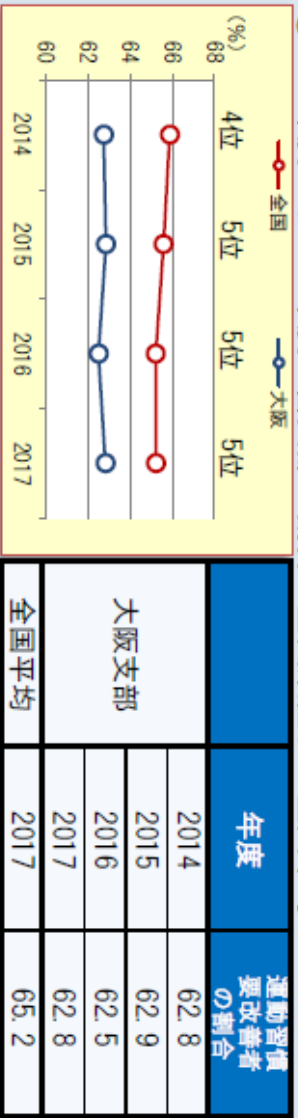 (%)
全国
大阪
4位 5位 5位 5位
68
66
64
62
60
2014 2015 2016 2017
年度
運動習慣
要改善者
の割合
大阪支部
2014 62.8
2015 62.9
2016 62.5
2017 62.8
全国平均 2017 65.2